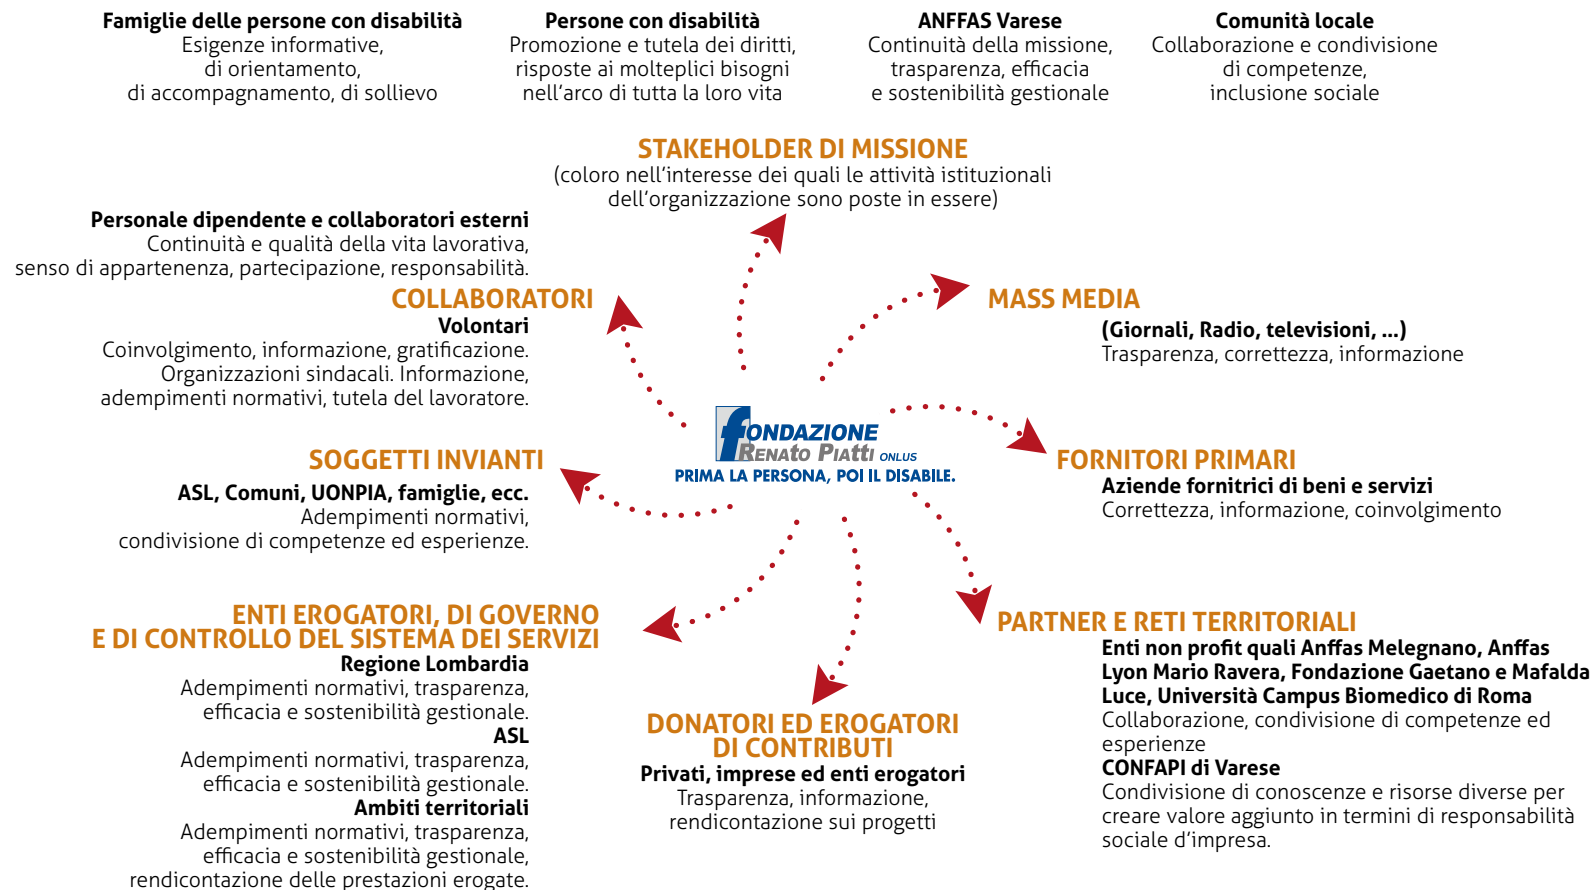 Famiglie delle persone con disabilità
Esigenze informative,
di orientamento,
di accompagnamento, di sollievo
Persone con disabilità
Promozione e tutela dei diritti,
risposte ai molteplici bisogni
nell'arco di tutta la loro vita
ANFFAS Varese
Continuità della missione,
trasparenza, efficacia
e sostenibilità gestionale
Comunità locale
Collaborazione e condivisione
di competenze,
inclusione sociale
STAKEHOLDER DI MISSIONE
(coloro nell'interesse dei quali le attività istituzionali
dell'organizzazione sono poste in essere)
Personale dipendente e collaboratori esterni
Continuità e qualità della vita lavorativa,
senso di appartenenza, partecipazione, responsabilità.
COLLABORATORI
Volontari
Coinvolgimento, informazione, gratificazione.
Organizzazioni sindacali. Informazione,
adempimenti normativi, tutela del lavoratore.
MASS MEDIA
(Giornali, Radio, televisioni, ...)
Trasparenza, correttezza, informazione
FONDAZIONE
RENATO PIATTI ONLUS
PRIMA LA PERSONA, POI IL DISABILE.
SOGGETTI INVIANTI
ASL, Comuni, UONPIA, famiglie, ecc.
Adempimenti normativi,
condivisione di competenze ed esperienze.
FORNITORI PRIMARI
Aziende fornitrici di beni e servizi
Correttezza, informazione, coinvolgimento
ENTI EROGATORI, DI GOVERNO
E DI CONTROLLO DEL SISTEMA DEI SERVIZI
Regione Lombardia
Adempimenti normativi, trasparenza,
efficacia e sostenibilità gestionale.
ASL
Adempimenti normativi, trasparenza,
efficacia e sostenibilità gestionale.
Ambiti territoriali
Adempimenti normativi, trasparenza,
efficacia e sostenibilità gestionale,
rendicontazione delle prestazioni erogate.
DONATORI ED EROGATORI
DI CONTRIBUTI
Privati, imprese ed enti erogatori
Trasparenza, informazione,
rendicontazione sui progetti
PARTNER E RETI TERRITORIALI
Enti non profit quali Anffas Melegnano, Anffas
Lyon Mario Ravera, Fondazione Gaetano e Mafalda
Luce, Università Campus Biomedico di Roma
Collaborazione, condivisione di competenze ed
esperienze
CONFAPI di Varese
Condivisione di conoscenze e risorse diverse per
creare valore aggiunto in termini di responsabilità
sociale d'impresa.